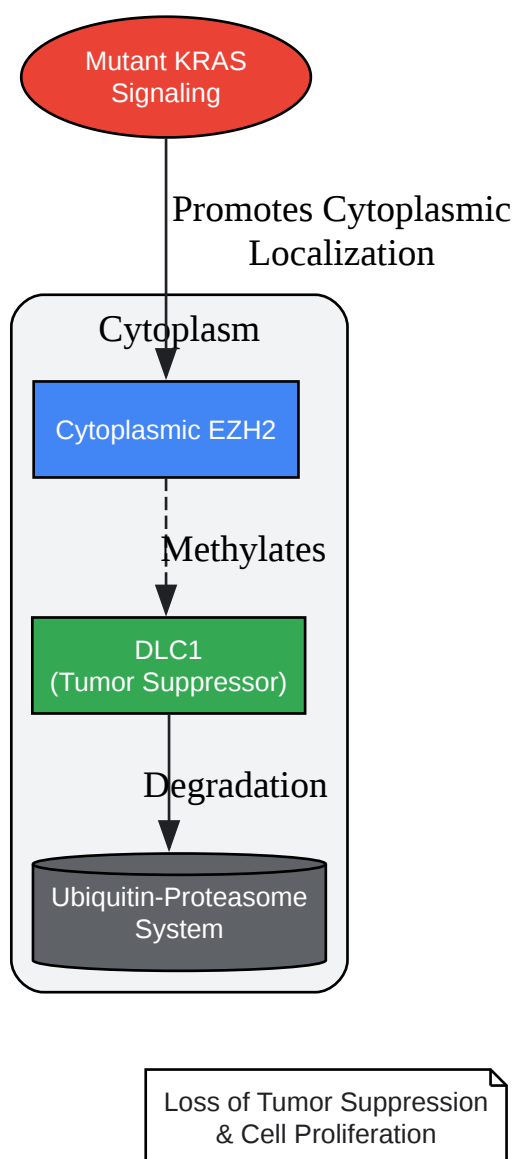 Mutant KRAS
Signaling
Promotes Cytoplasmic
Localization
Cytoplasm
Cytoplasmic EZH2
Methylates
DLC1
(Tumor Suppressor)
Degradation
Ubiquitin-Proteasome
System
Loss of Tumor Suppression
& Cell Proliferation